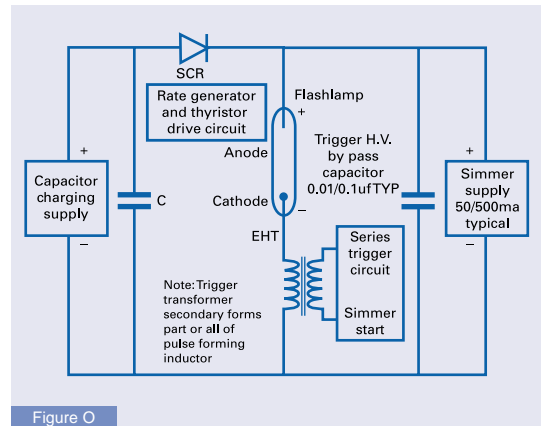 SCR
Rate generator
and thyristor
drive circuit
Flashlamp
+
Anode
Trigger H.V.
by pass
capacitor
0.01/0.1ufTYP
+
Capacitor
charging
supply
–
C
Cathode
–
+
Simmer
supply
50/500ma
typical
–
EHT
Series
trigger
circuit
Simmer
start
Note: Trigger
transformer
secondary forms
part or all of
pulse forming
inductor
Figure O